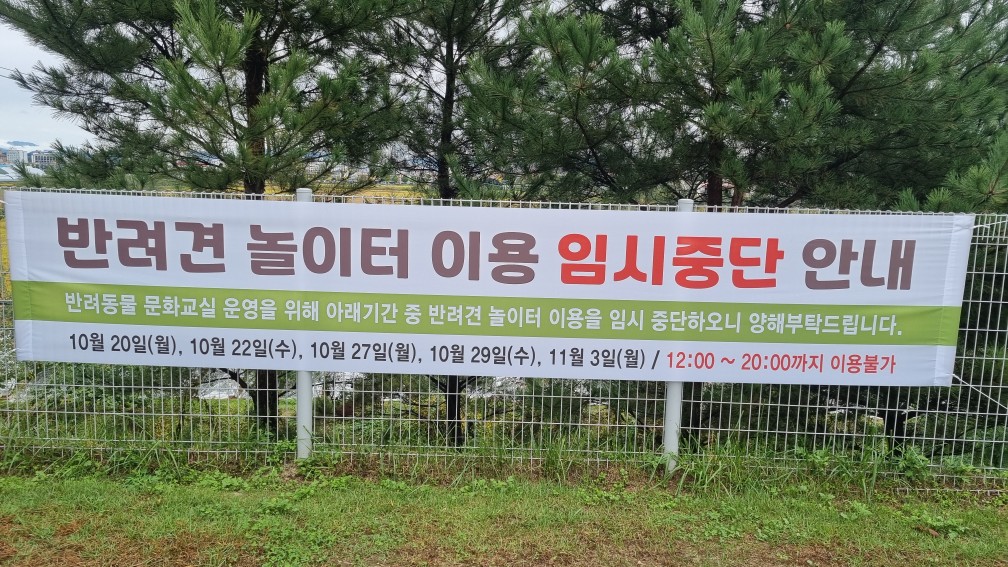 반려견 놀이터 이용 임시중단 안내
반려동물 문화교실 운영을 위해 아래기간 중 반려견 놀이터 이용을 임시 중단하오니 양해부탁드립니다.
10월 20일(월), 10월 22일(수), 10월 27일(월), 10월 29일(수), 11월 3일(월) / 12:00 ~ 20:00까지 이용불가